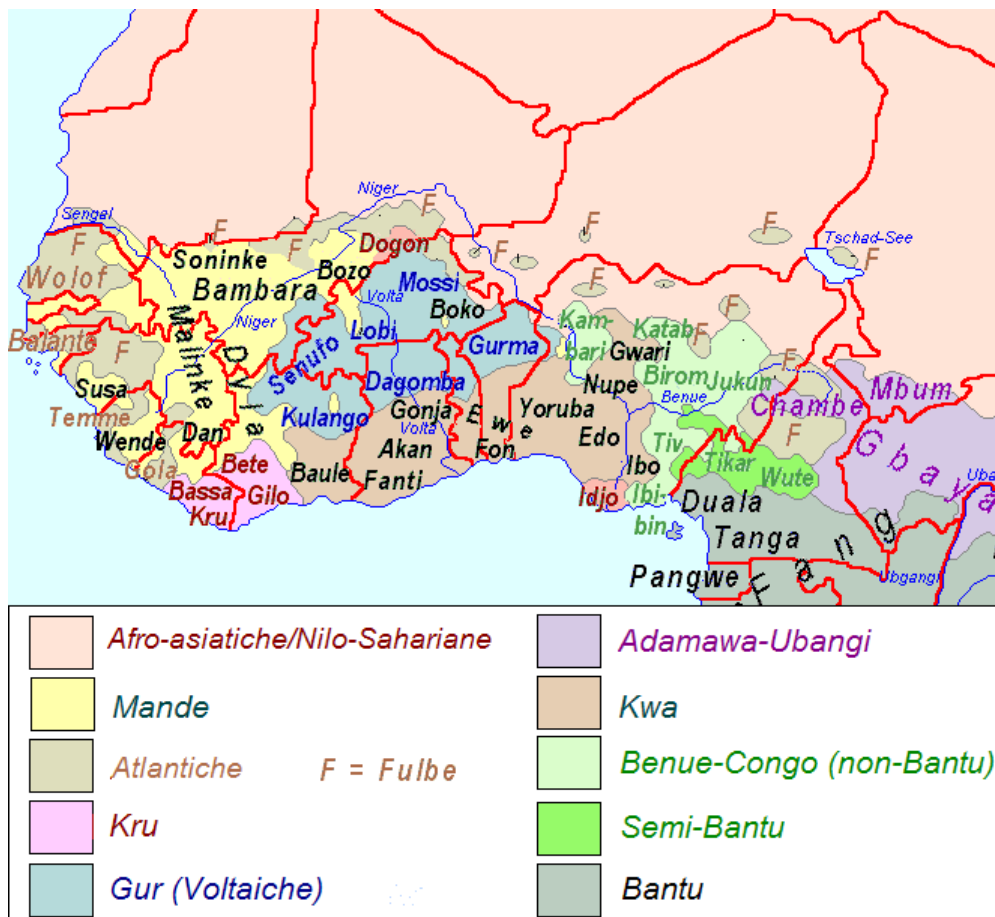 Niger
Sengal
F
F
F
F
F
F
Tschad-See
F
Dogon
Soninke
Bozo
Wolof
Bambara
Mossi
Volta
Boko
F
F
Niger
Lobi
Kam-
bari
Katab
F
Balante
F
Malinke
Dyula
Senufo
Gurma
Gwari
Birom
Jukun
F
Mbum
Susa
Dagomba
Nupe
Benue
Chambe
Temme
Kulango
Gonja
Ewe
Yoruba
Wende
Dan
Volta
Akan
Fon
Edo
Tiv
F
Gbaya
Gola
Bete
Baule
Fanti
Ibo
Tikar
Wute
Bassa
Gilo
Kru
Idjo
Ibi-
bin
Duala
Uba
Tanga
Fang
Pangwe
Ubgangi
Afro-asiatiche/Nilo-Sahariane
Adamawa-Ubangi
Mande
Kwa
Atlantiche F = Fulbe
Benue-Congo (non-Bantu)
Kru
Semi-Bantu
Gur (Voltaiche)
Bantu